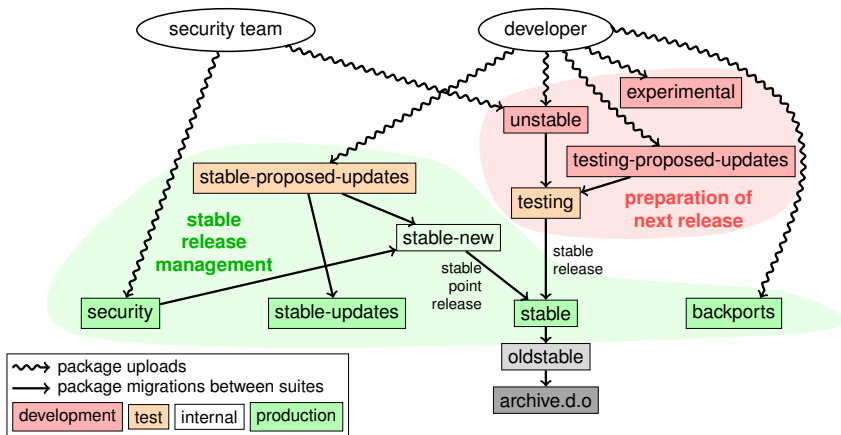 security team
developer
experimental
unstable
testing-proposed-updates
stable-proposed-updates
testing
preparation of
next release
stable
release
management
stable-new
stable
release
stable
point
release
security
stable-updates
stable
backports
oldstable
package uploads
package migrations between suites
archive.d.o
development
test
internal
production